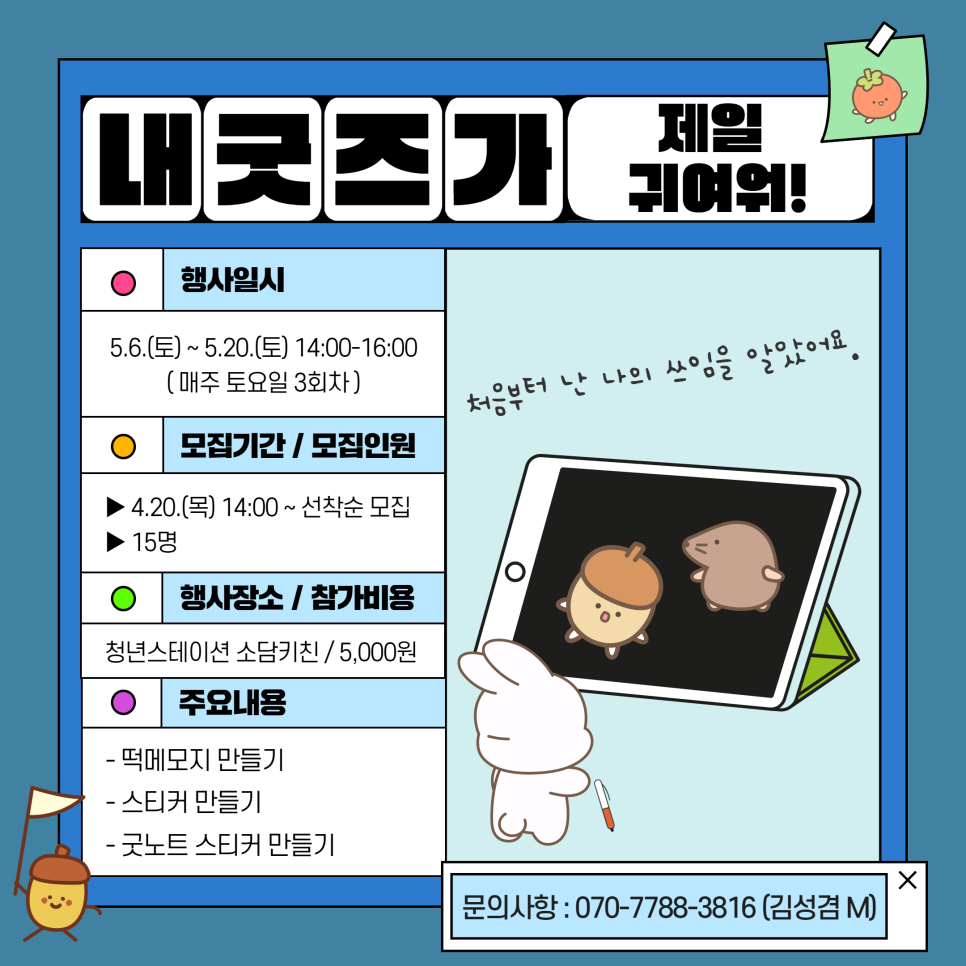 내굿즈가
제일
귀여워!
행사일시
5.6.(토) ~ 5.20.(토) 14:00-16:00
( 매주 토요일 3회차 )
모집기간 / 모집인원
▶ 4.20.(목) 14:00 ~ 선착순 모집
▶ 15명
행사장소 / 참가비용
청년스테이션 소담키친 / 5,000원
주요내용
- 떡메모지 만들기
- 스티커 만들기
- 굿노트 스티커 만들기
처음부터 난 나의 쓰임을 알았어요.
문의사항 : 070-7788-3816 (김성겸 M)